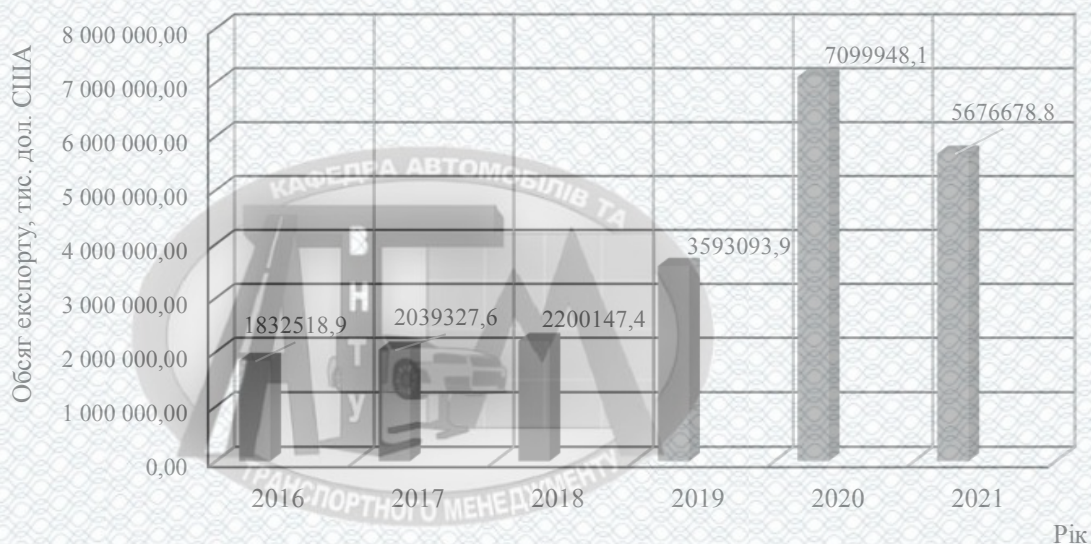 Обсяг експорту, тис. дол. США
8 000 000,00
7 000 000,00
6 000 000,00
5 000 000,00
4 000 000,00
3 000 000,00
2 000 000,00
1 000 000,00
0,00
7099948,1
5676678,8
3593093,9
1832518,9
2039327,6
2200147,4
КАФЕДРА АВТОМОБІЛІВ ТА
АТМ
ВНТУ
ТРАНСПОРТНОГО МЕНЕДЖМЕНТУ
2016 2017 2018 2019 2020 2021
Рік